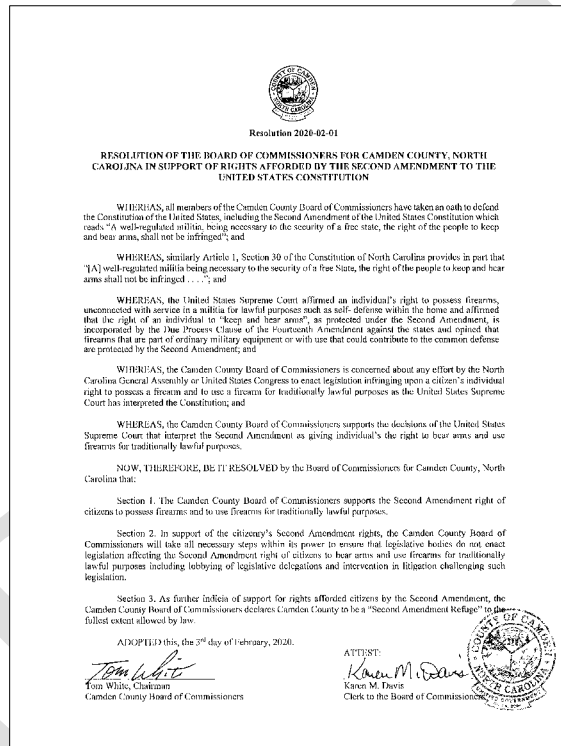 COUNTY OF CAMDEN
NORTH CAROLINA
Resolution 2020-02-01
RESOLUTION OF THE BOARD OF COMMISSIONERS FOR CAMDEN COUNTY, NORTH
CAROLINA IN SUPPORT OF RIGHTS AFFORDED BY THE SECOND AMENDMENT TO THE
UNITED STATES CONSTITUTION
WHEREAS, all members of the Camden County Board of Commissioners have taken an oath to defend
the Constitution of the United States, including the Second Amendment of the United States Constitution which
reads "A well-regulated militia, being necessary to the security of a free state, the right of the people to keep
and bear arms, shall not be infringed"; and
WHEREAS, similarly Article 1, Section 30 of the Constitution of North Carolina provides in part that
"[A] well-regulated militia being necessary to the security of a free State, the right of the people to keep and bear
arms shall not be infringed . . . ."; and
WHEREAS, the United States Supreme Court affirmed an individual's right to possess firearms,
unconnected with service in a militia for lawful purposes such as self- defense within the home and affirmed
that the right of an individual to "keep and bear arms", as protected under the Second Amendment, is
incorporated by the Due Process Clause of the Fourteenth Amendment against the states and opined that
firearms that are part of ordinary military equipment or with use that could contribute to the common defense
are protected by the Second Amendment; and
WHEREAS, the Camden County Board of Commissioners is concerned about any effort by the North
Carolina General Assembly or United States Congress to enact legislation infringing upon a citizen's individual
right to possess a firearm and to use a firearm for traditionally lawful purposes as the United States Supreme
Court has interpreted the Constitution; and
WHEREAS, the Camden County Board of Commissioners supports the decisions of the United States
Supreme Court that interpret the Second Amendment as giving individual's the right to bear arms and use
firearms for traditionally lawful purposes.
NOW, THEREFORE, BE IT RESOLVED by the Board of Commissioners for Camden County, North
Carolina that:
Section 1. The Camden County Board of Commissioners supports the Second Amendment right of
citizens to possess firearms and to use firearms for traditionally lawful purposes.
Section 2. In support of the citizenry's Second Amendment rights, the Camden County Board of
Commissioners will take all necessary steps within its power to ensure that legislative bodies do not enact
legislation affecting the Second Amendment right of citizens to bear arms and use firearms for traditionally
lawful purposes including lobbying of legislative delegations and intervention in litigation challenging such
legislation.
Section 3. As further indicia of support for rights afforded citizens by the Second Amendment, the
Camden County Board of Commissioners declares Camden County to be a "Second Amendment Refuge" to the
fullest extent allowed by law.
ADOPTED this, the 3rd day of February, 2020.
Tom White
Tom White, Chairman
Camden County Board of Commissioners
ATTEST:
Karen M. Davis
Karen M. Davis
Clerk to the Board of Commissioners
COUNTY OF CAMDEN
NORTH CAROLINA